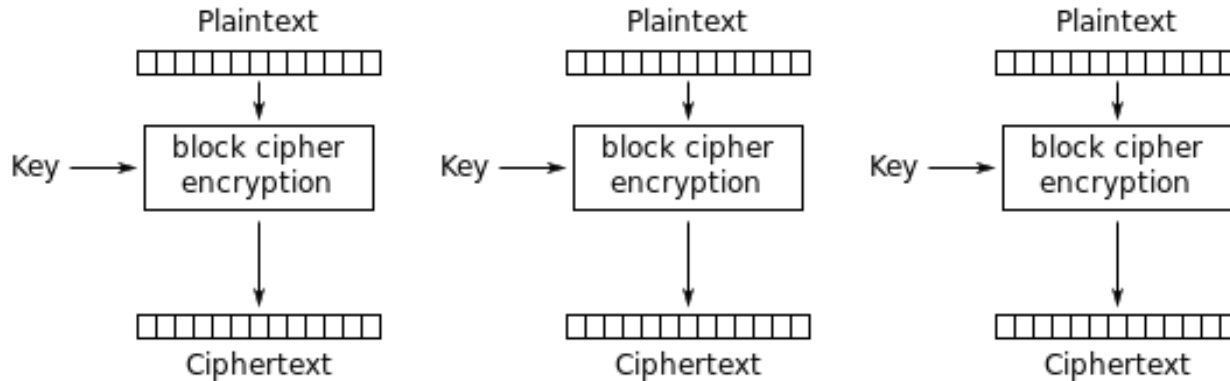 Plaintext Plaintext Plaintext
Key block cipher encryption Key block cipher encryption Key block cipher encryption
Ciphertext Ciphertext Ciphertext